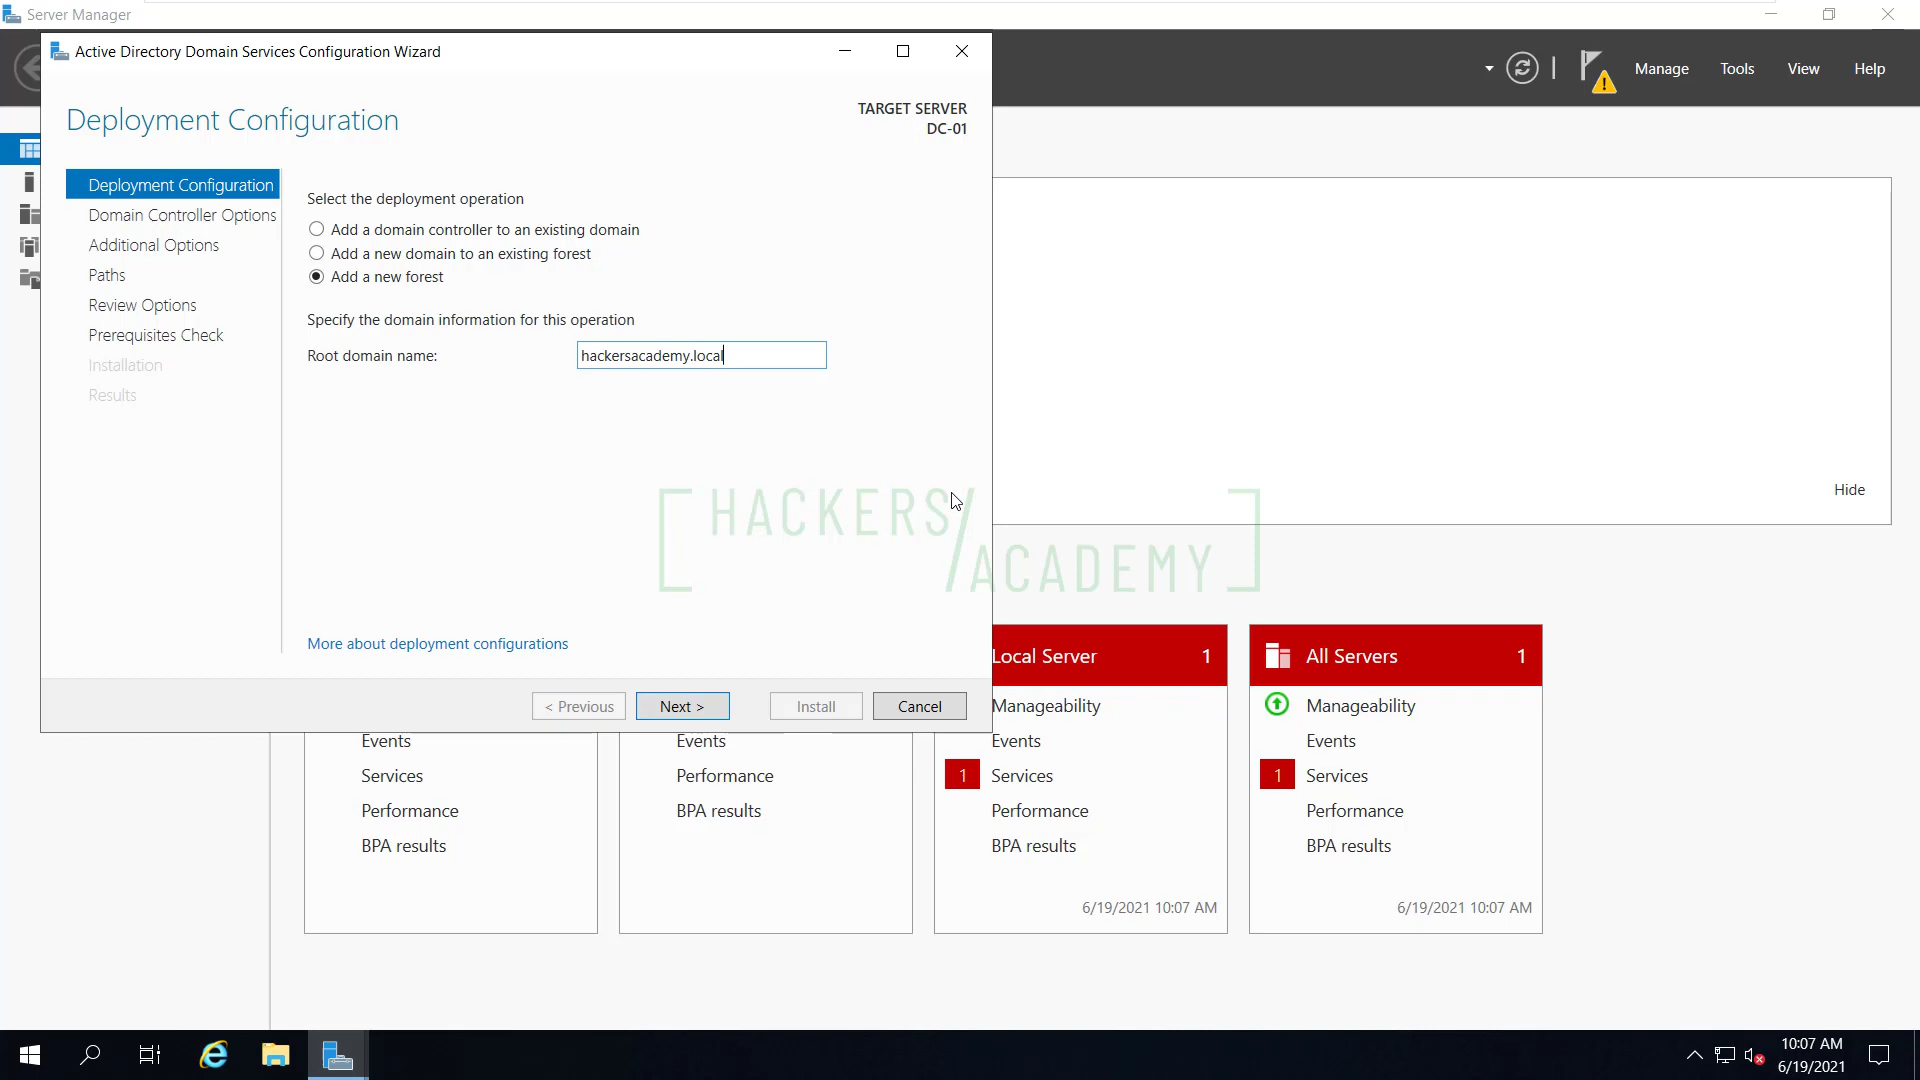 Server Manager
Active Directory Domain Services Configuration Wizard
Manage
Tools
View
Help
Deployment Configuration
TARGET SERVER
DC-01
Deployment Configuration
Domain Controller Options
Additional Options
Paths
Review Options
Prerequisites Check
Installation
Results
Select the deployment operation
Add a domain controller to an existing domain
Add a new domain to an existing forest
Add a new forest
Specify the domain information for this operation
Root domain name:
hackersacademy.local
Hide
HACKERS/
ACADEMY
More about deployment configurations
< Previous
Next >
Install
Cancel
Events
Services
Performance
BPA results
Events
Performance
BPA results
Local Server 1
Manageability
Events
1 Services
Performance
BPA results
6/19/2021 10:07 AM
All Servers 1
Manageability
Events
1 Services
Performance
BPA results
6/19/2021 10:07 AM
10:07 AM
6/19/2021